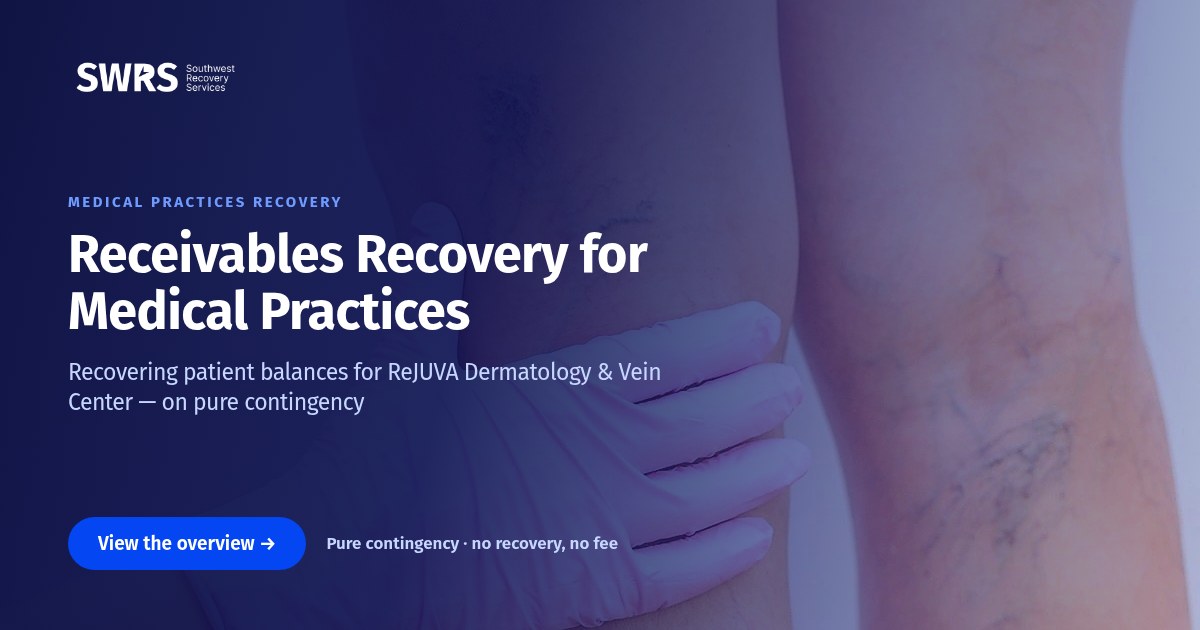 SWRS
Southwest
Recovery
Services
MEDICAL PRACTICES RECOVERY
Receivables Recovery for
Medical Practices
Recovering patient balances for ReJUVA Dermatology & Vein
Center — on pure contingency
View the overview →
Pure contingency · no recovery, no fee